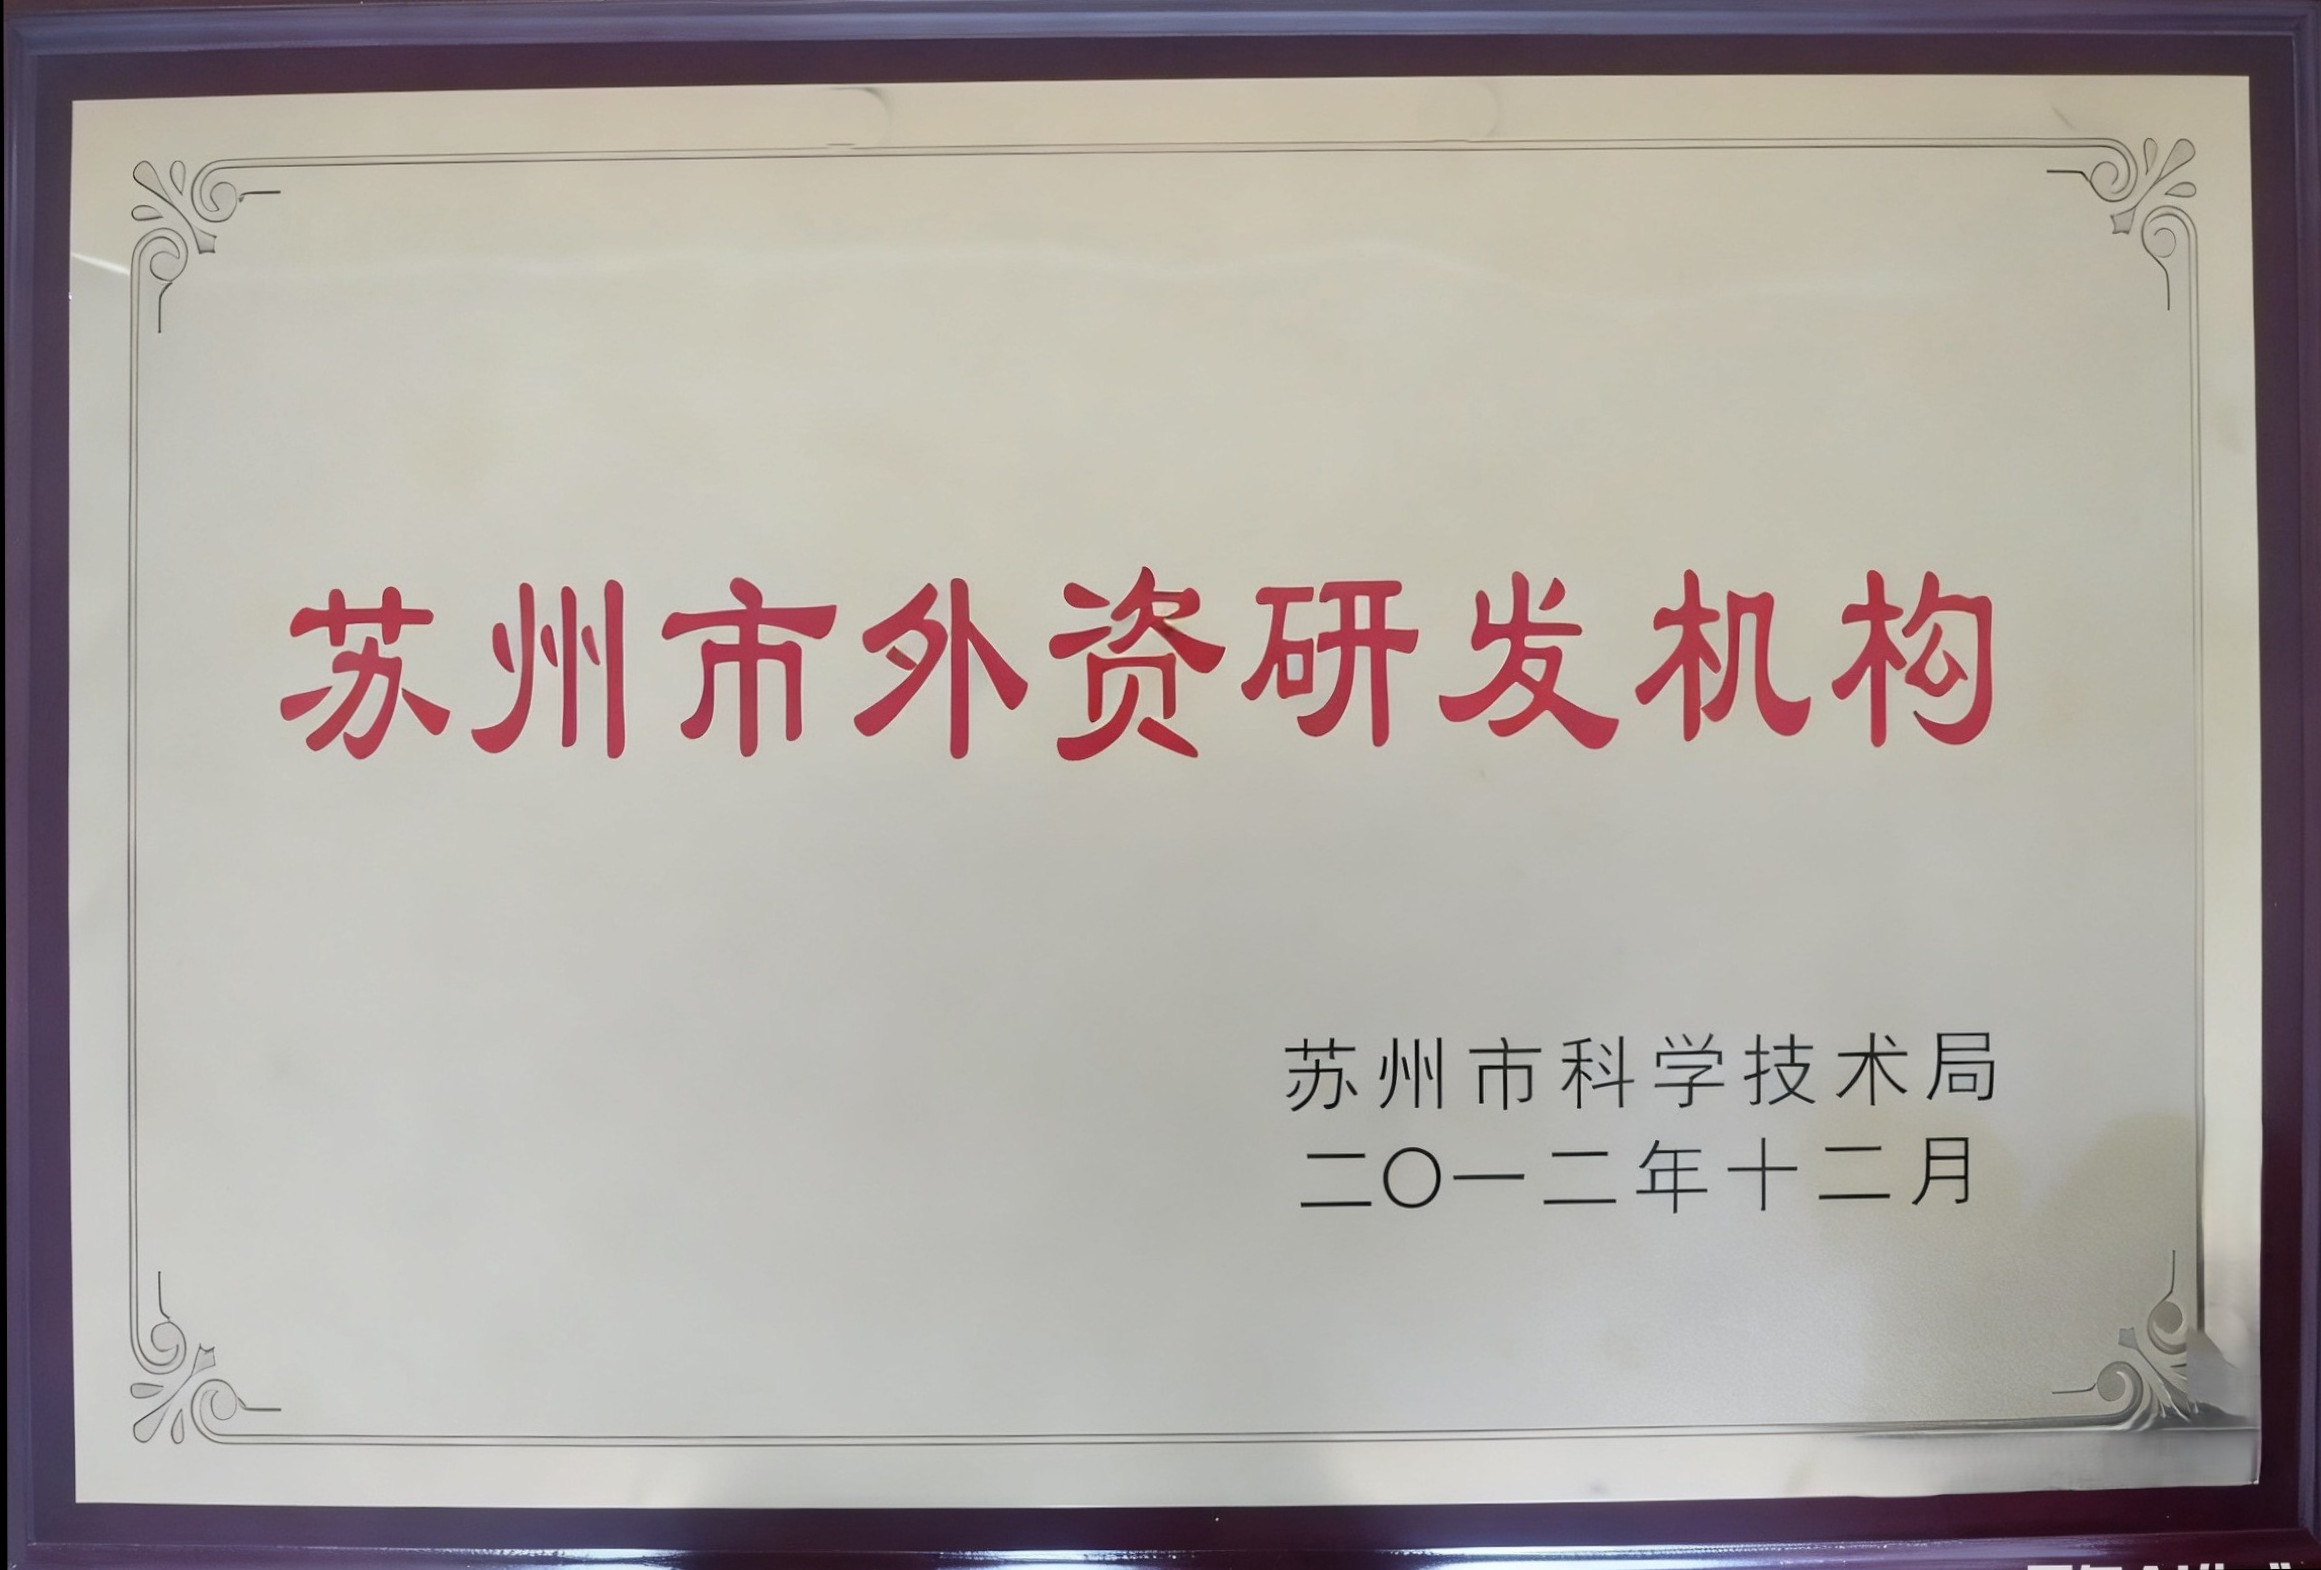 苏州市外资研发机构
苏州市科学技术局
二〇一二年十二月